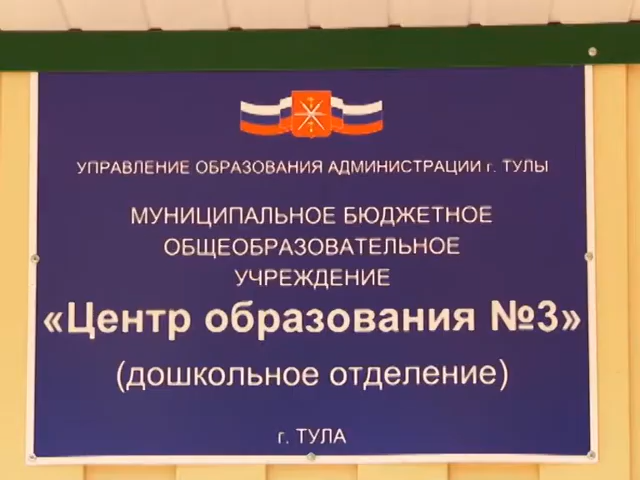 УПРАВЛЕНИЕ ОБРАЗОВАНИЯ АДМИНИСТРАЦИИ г. ТУЛЫ
МУНИЦИПАЛЬНОЕ БЮДЖЕТНОЕ
ОБЩЕОБРАЗОВАТЕЛЬНОЕ
УЧРЕЖДЕНИЕ
«Центр образования №3»
(дошкольное отделение)
г. ТУЛА